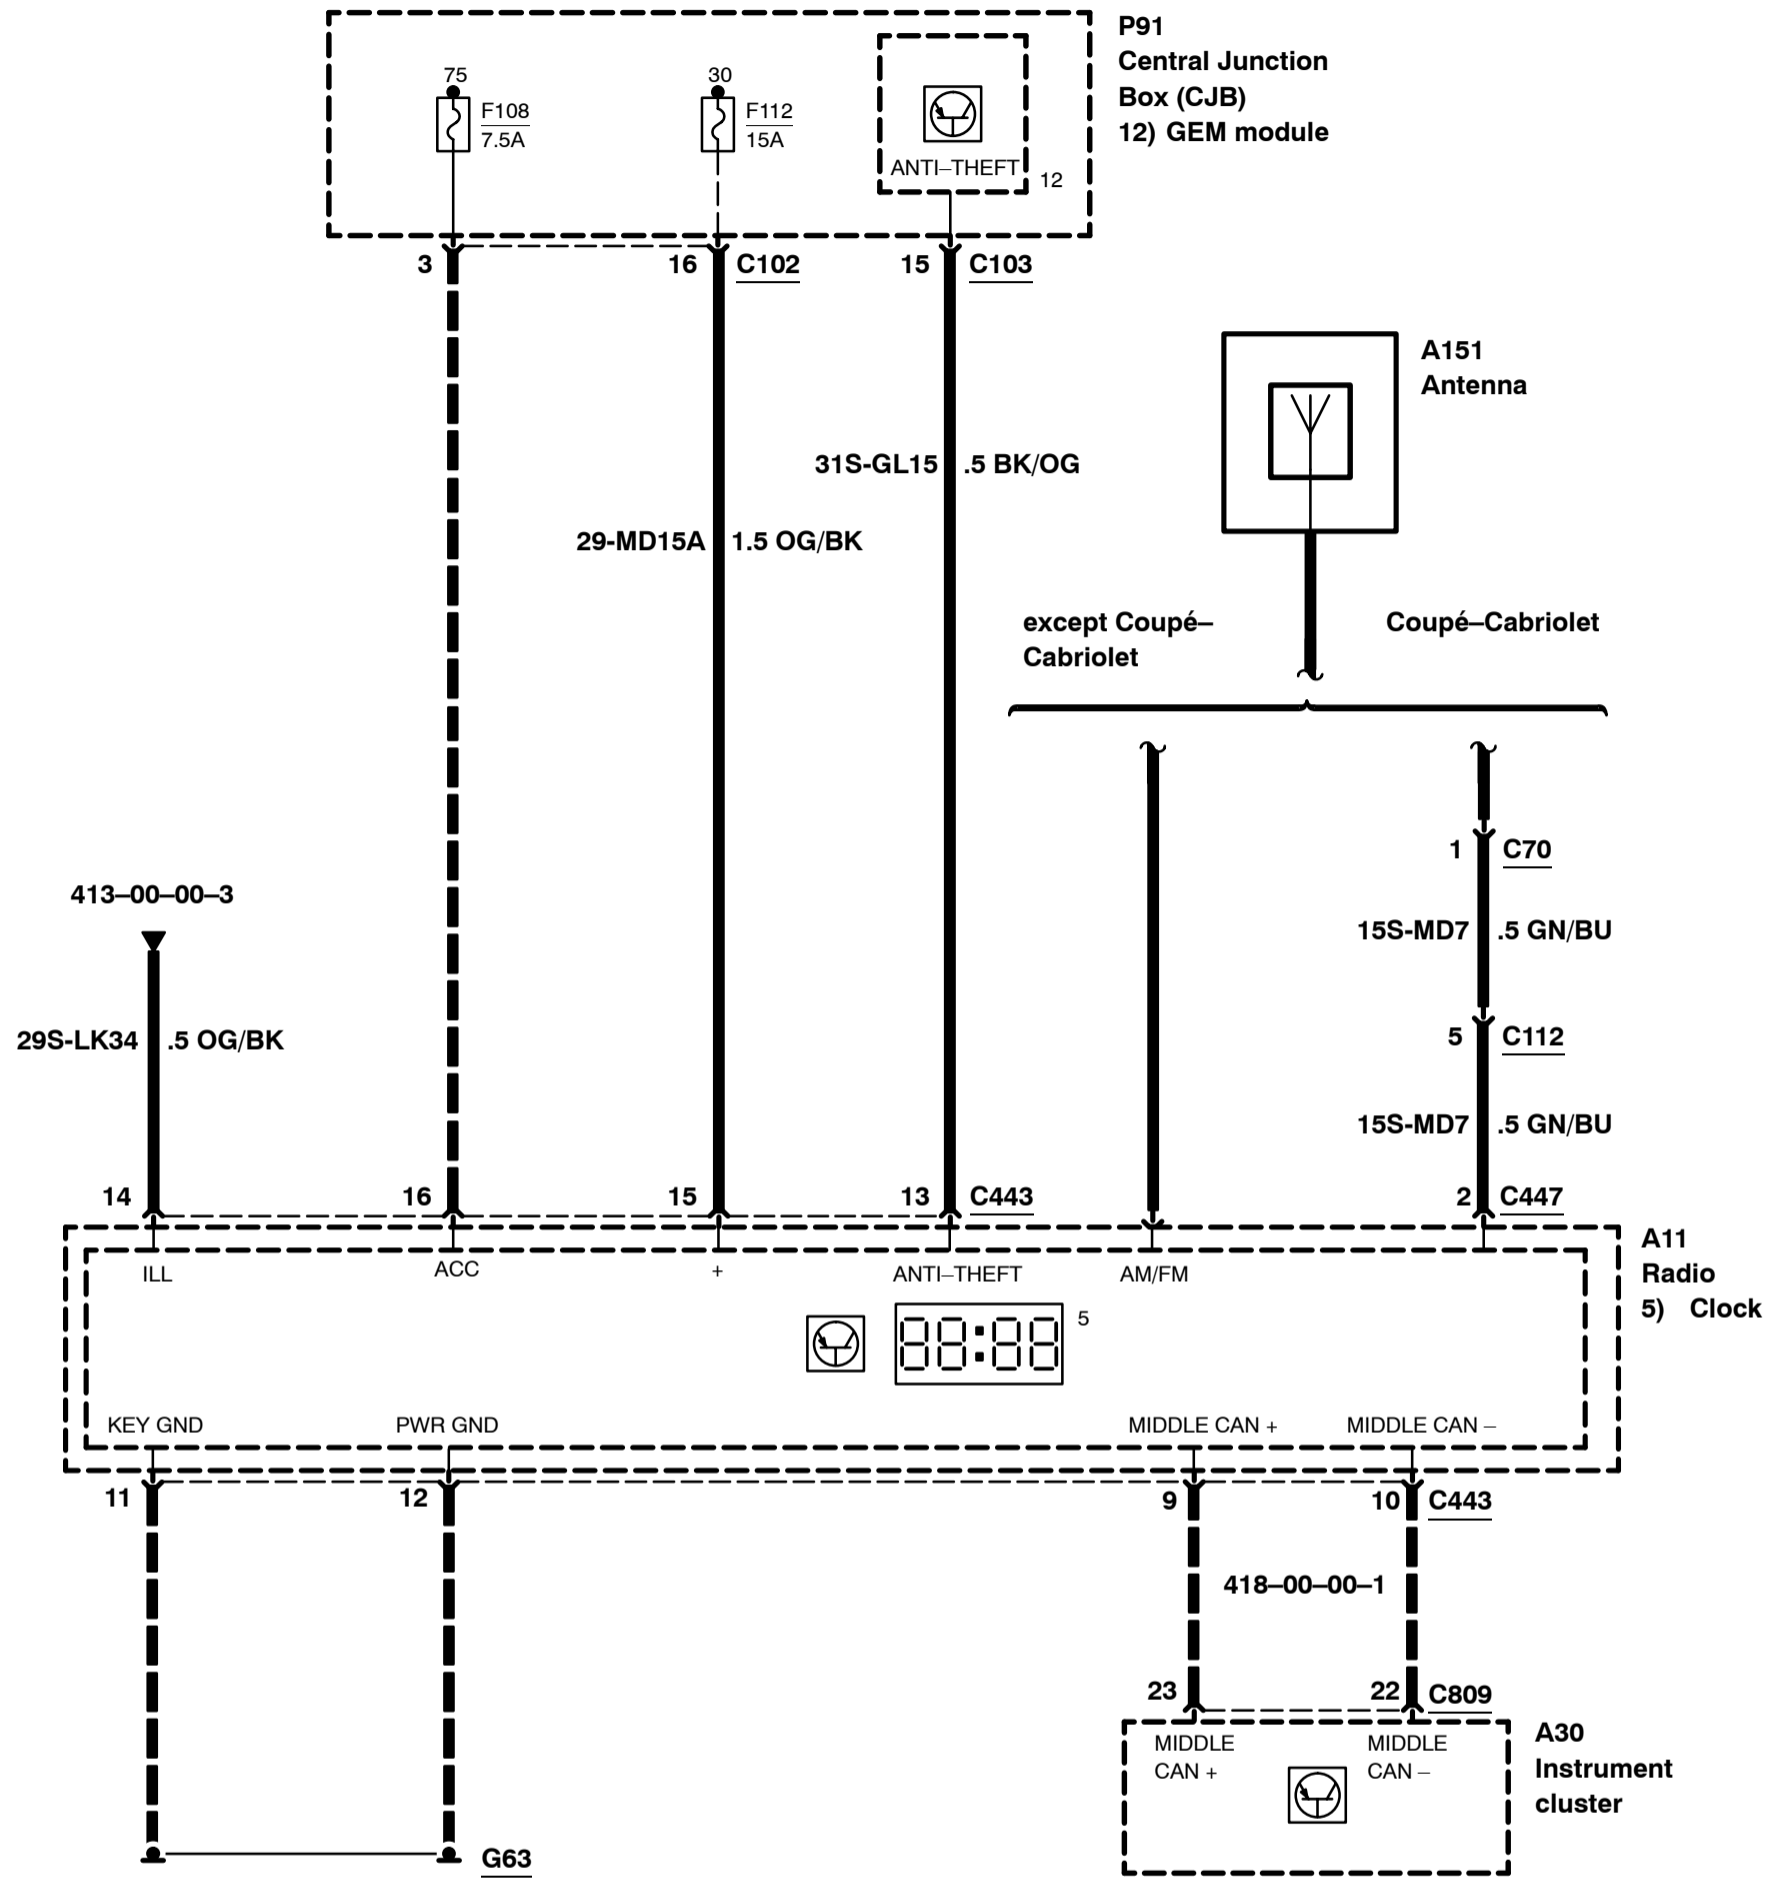 P91
Central Junction
Box (CJB)
12) GEM module
75
F108
7.5A
30
F112
15A
ANTI–THEFT
12
3
16
C102
15
C103
A151
Antenna
31S-GL15
.5 BK/OG
29-MD15A
1.5 OG/BK
except Coupé–
Cabriolet
Coupé–Cabriolet
1
C70
413–00–00–3
15S-MD7
.5 GN/BU
29S-LK34
.5 OG/BK
5
C112
15S-MD7
.5 GN/BU
14
16
15
13
C443
2
C447
A11
Radio
5) Clock
ILL
ACC
+
ANTI–THEFT
AM/FM
88:88
5
KEY GND
PWR GND
MIDDLE CAN +
MIDDLE CAN –
11
12
9
10
C443
418–00–00–1
23
22
C809
A30
Instrument
cluster
MIDDLE
CAN +
MIDDLE
CAN –
G63